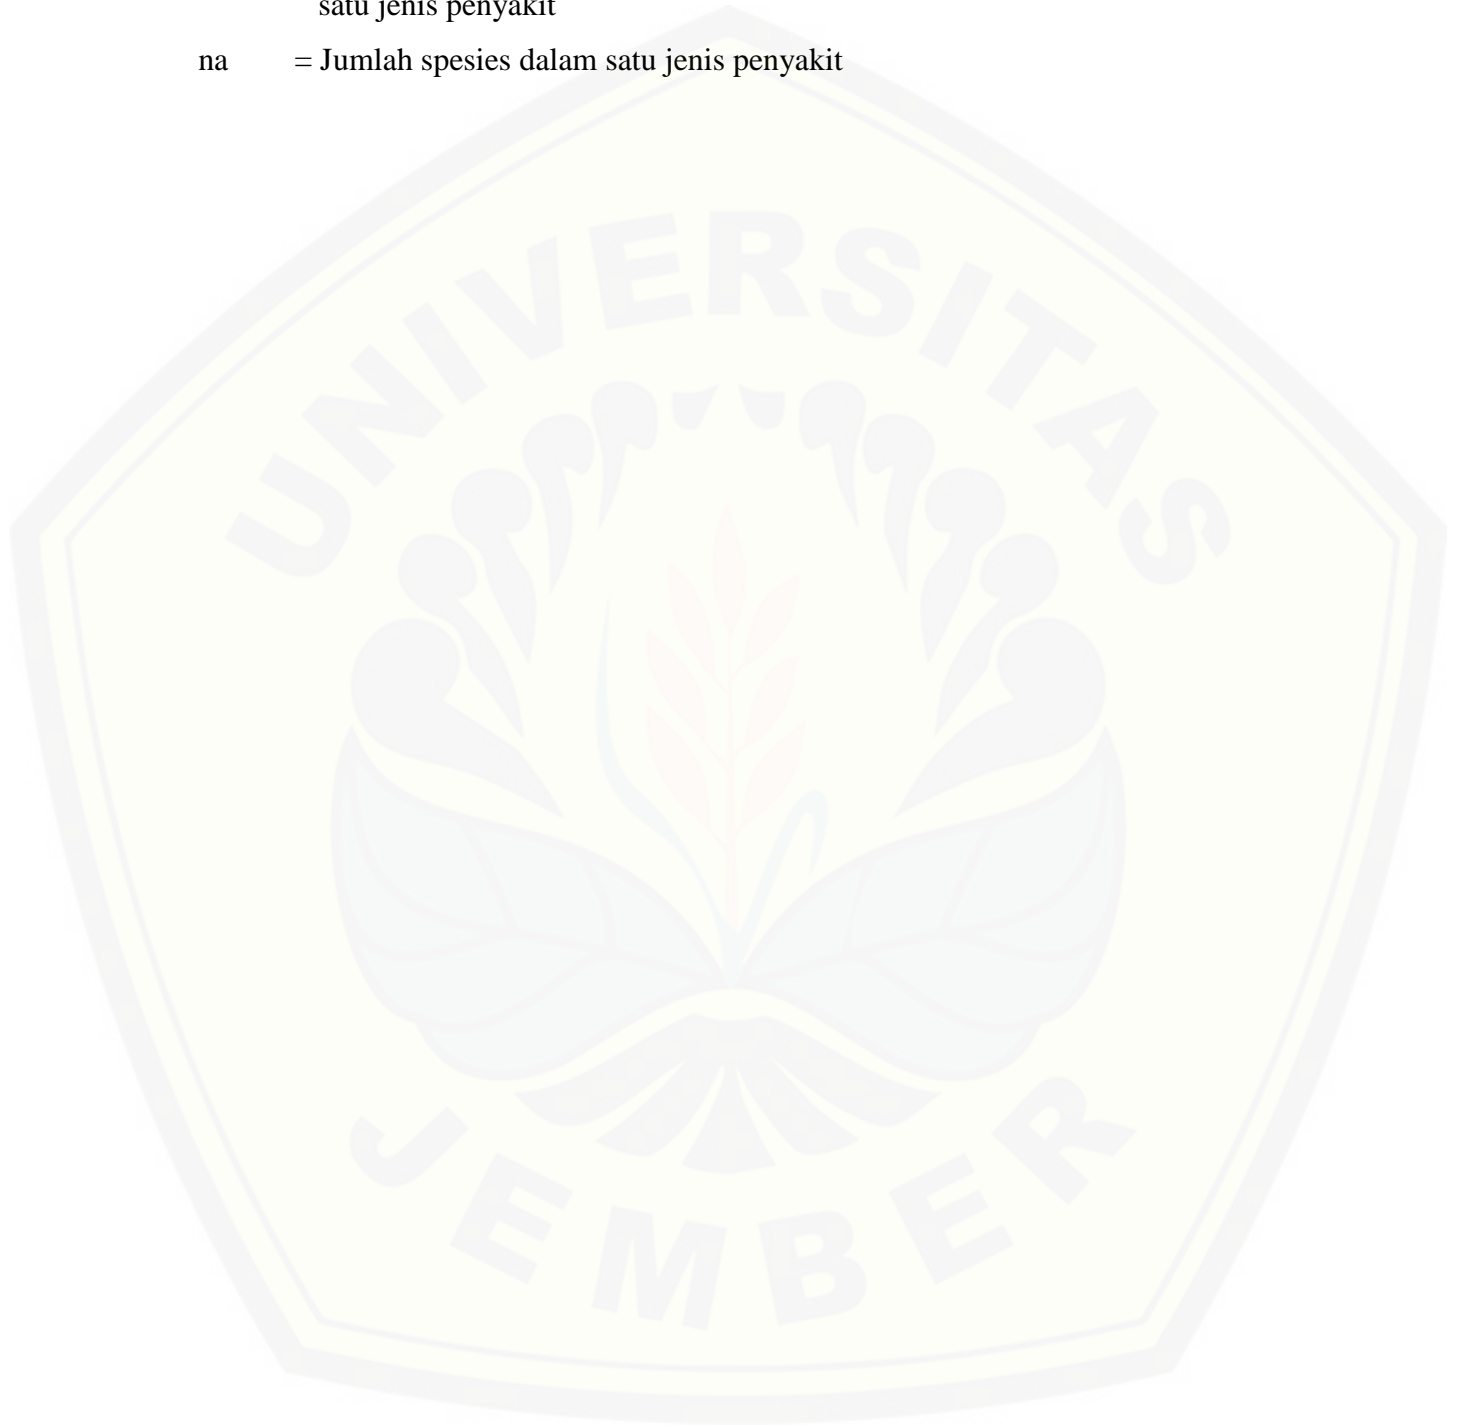 satu jenis penyakit
na = Jumlah spesies dalam satu jenis penyakit
UNIVERSITAS
JEMBER